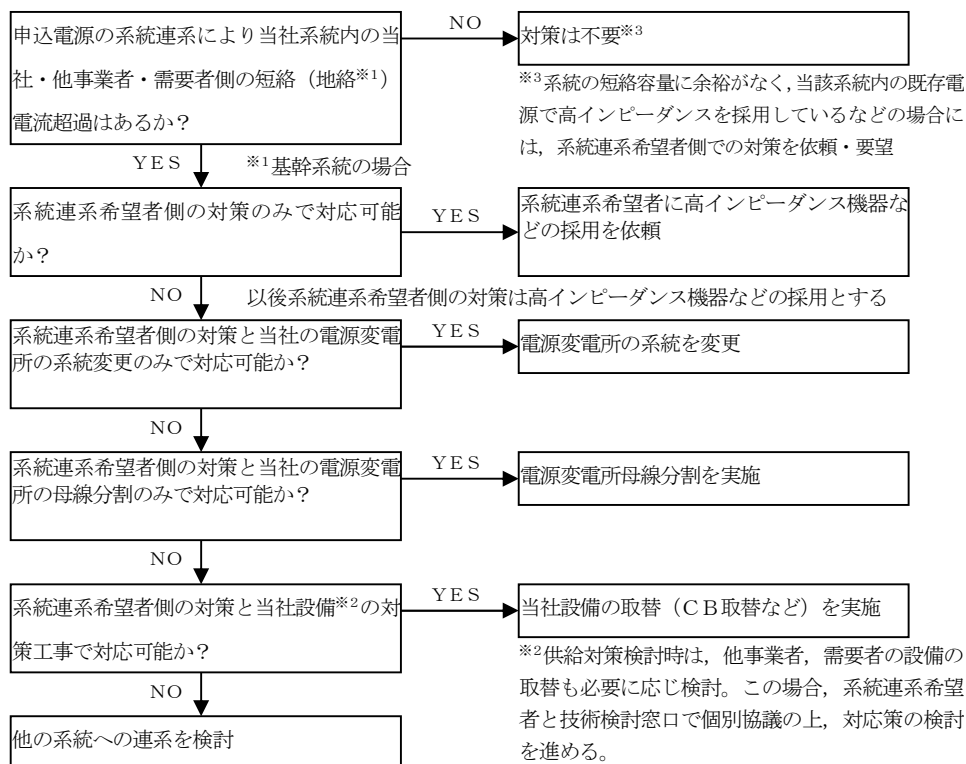 申込電源の系統連系により当社系統内の当
社・他事業者・需要者側の短絡（地絡※1）
電流超過はあるか？
NO
対策は不要※3
※3系統の短絡容量に余裕がなく，当該系統内の既存電
源で高インピーダンスを採用しているなどの場合に
は，系統連系希望者側での対策を依頼・要望
YES
※1基幹系統の場合
系統連系希望者側の対策のみで対応可能
か？
YES
系統連系希望者に高インピーダンス機器な
どの採用を依頼
NO
以後系統連系希望者側の対策は高インピーダンス機器などの採用とする
系統連系希望者側の対策と当社の電源変電
所の系統変更のみで対応可能か？
YES
電源変電所の系統を変更
NO
系統連系希望者側の対策と当社の電源変電
所の母線分割のみで対応可能か？
YES
電源変電所母線分割を実施
NO
系統連系希望者側の対策と当社設備※2の対
策工事で対応可能か？
YES
当社設備の取替（ＣＢ取替など）を実施
※2供給対策検討時は，他事業者，需要者の設備の
取替も必要に応じ検討。この場合，系統連系希望
者と技術検討窓口で個別協議の上，対応策の検討
を進める。
NO
他の系統への連系を検討